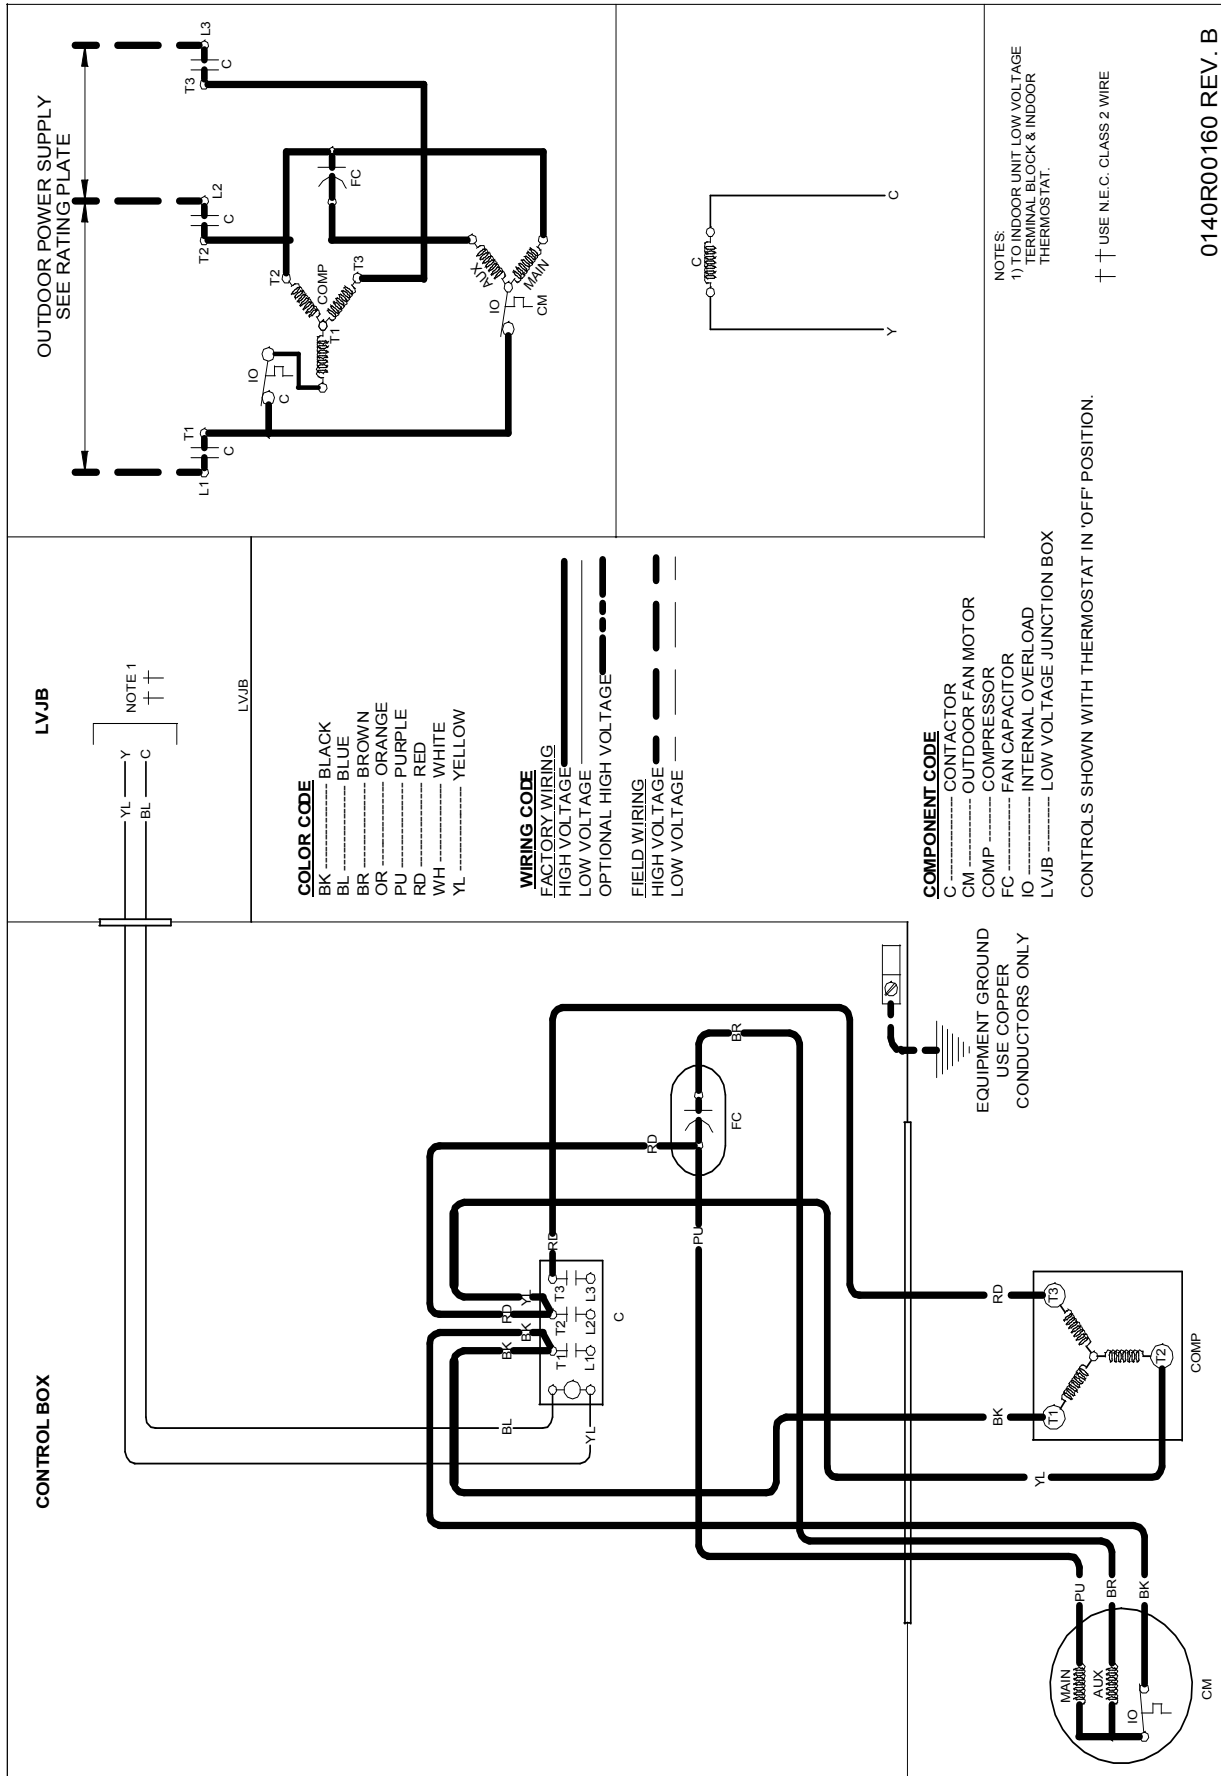 CONTROL BOX
LVJB
YL
BL
Y
C
NOTE 1
†† 
LVJB
BL
YL
BK
BK
RD
YL
RD
T1
T2
T3
L1
L2
L3
C
RD
PU
BR
FC
BK
YL
RD
T1
T2
T3
COMP
PU
BR
BK
MAIN
AUX
IO
CM
EQUIPMENT GROUND
USE COPPER
CONDUCTORS ONLY
COLOR CODE
BK ---------- BLACK
BL ---------- BLUE
BR ---------- BROWN
OR ---------- ORANGE
PU ---------- PURPLE
RD ---------- RED
WH ---------- WHITE
YL ---------- YELLOW
WIRING CODE
FACTORY WIRING
HIGH VOLTAGE
LOW VOLTAGE
OPTIONAL HIGH VOLTAGE
FIELD WIRING
HIGH VOLTAGE
LOW VOLTAGE
COMPONENT CODE
C ---------- CONTACTOR
CM ---------- OUTDOOR FAN MOTOR
COMP ---------- COMPRESSOR
FC ---------- FAN CAPACITOR
IO ---------- INTERNAL OVERLOAD
LVJB ---------- LOW VOLTAGE JUNCTION BOX
CONTROLS SHOWN WITH THERMOSTAT IN 'OFF' POSITION.
OUTDOOR POWER SUPPLY
SEE RATING PLATE
L1
C
T1
L2
C
T2
L3
C
T3
IO
C
T1
COMP
T2
T3
FC
AUX
MAIN
IO
CM
C
Y
C
NOTES:
1) TO INDOOR UNIT LOW VOLTAGE
TERMINAL BLOCK & INDOOR
THERMOSTAT.
†† USE N.E.C. CLASS 2 WIRE
0140R00160 REV. B